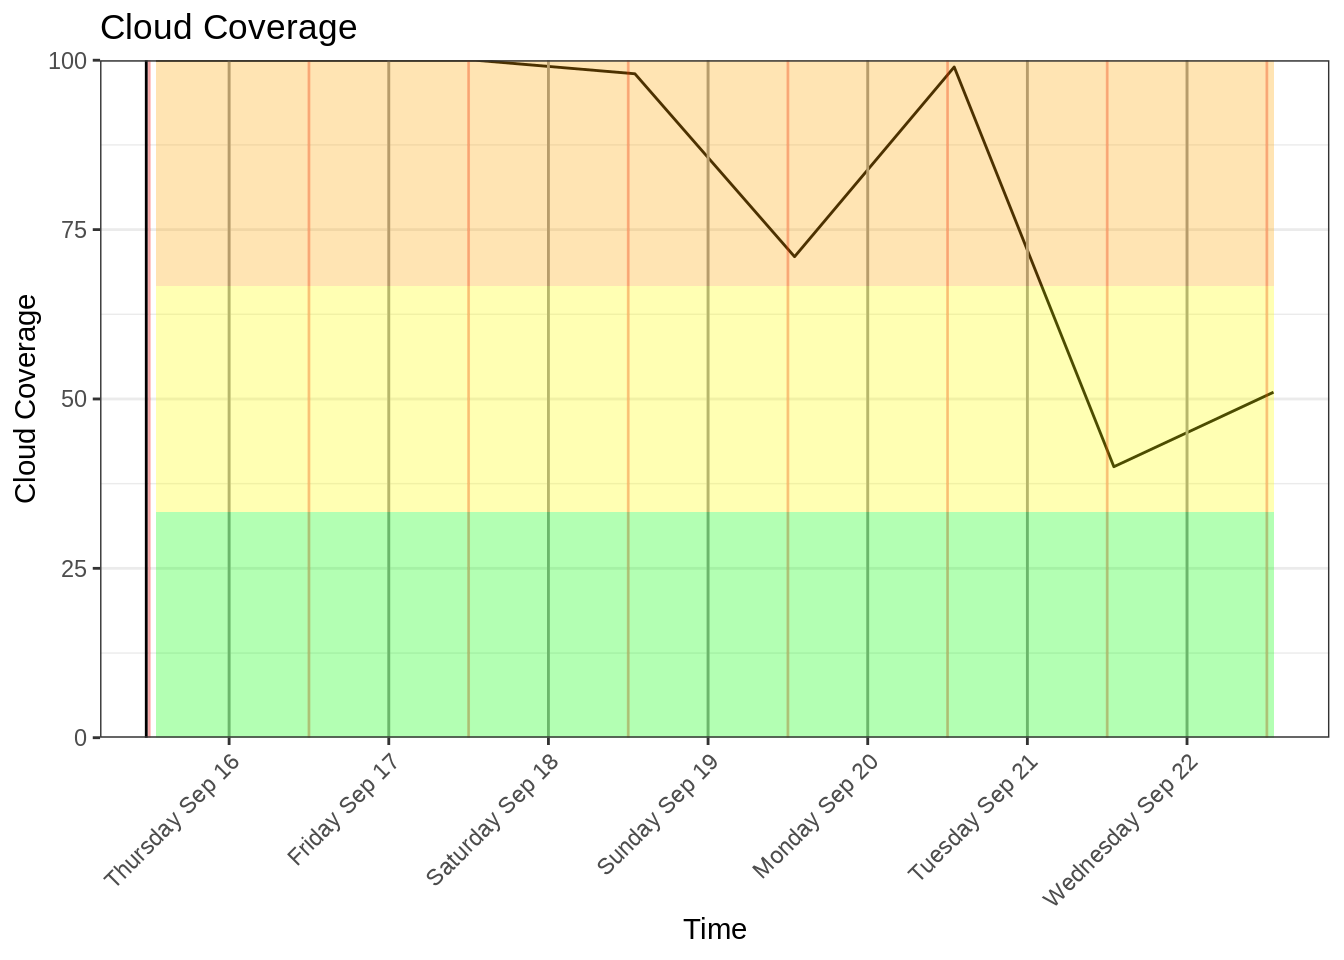 Cloud Coverage
100
75
50
25
0
Cloud Coverage
Thursday Sep 16
Friday Sep 17
Saturday Sep 18
Sunday Sep 19
Monday Sep 20
Tuesday Sep 21
Wednesday Sep 22
Time